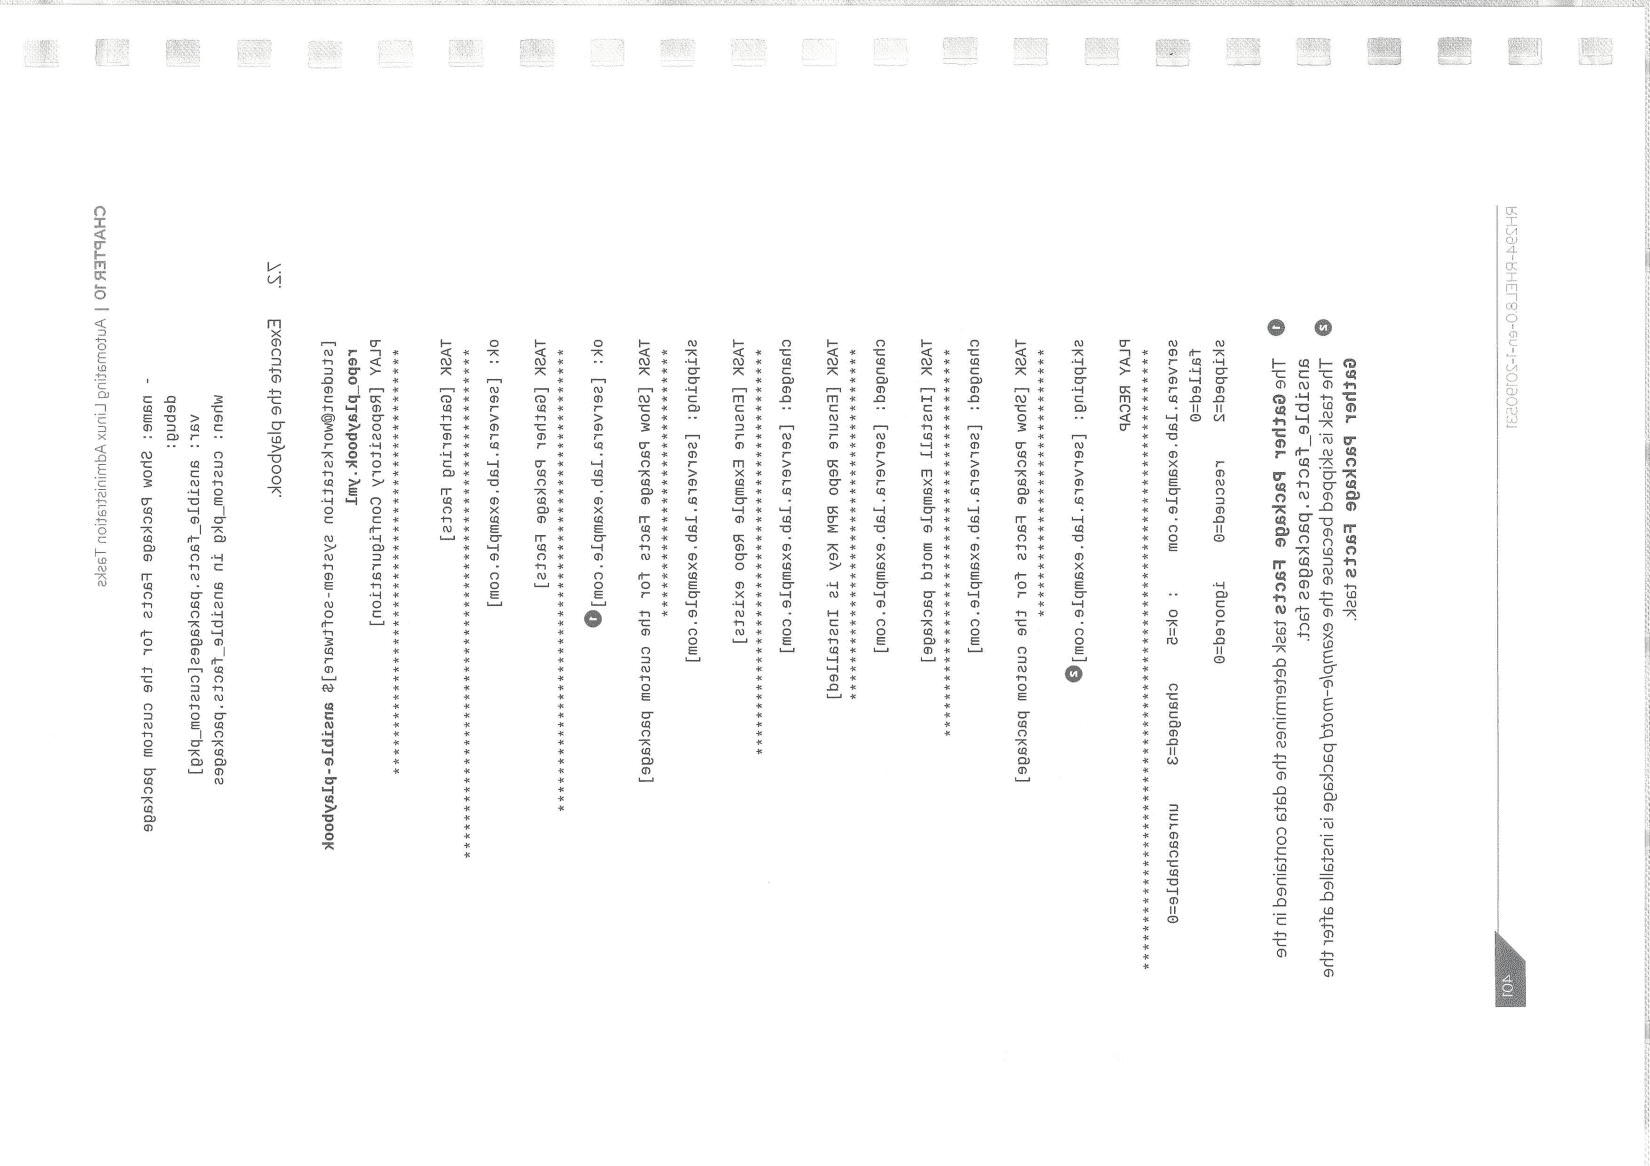 CHAPTER 10 | Automating Linux Administration Tasks
- name: Show Package Facts for the custom package
debug:
var: ansible_facts.packages[custom_pkg]
when: custom_pkg in ansible_facts.packages
7.2. Execute the playbook.
[student@workstation system-software]$ ansible-playbook
repo_playbook.yml
PLAY [Repository Configuration]
******************************************
TASK [Gathering Facts]
**************************************************
ok: [servera.lab.example.com]
TASK [Gather Package Facts]
**********************************************
ok: [servera.lab.example.com] 1
TASK [Show Package Facts for the custom package]
***************************
skipping: [servera.lab.example.com]
TASK [Ensure Example Repo exists]
****************************************
changed: [servera.lab.example.com]
TASK [Ensure Repo RPM Key is Installed]
***********************************
changed: [servera.lab.example.com]
TASK [Install Example motd package]
***************************************
changed: [servera.lab.example.com]
TASK [Show Package Facts for the custom package]
***************************
skipping: [servera.lab.example.com] 2
PLAY RECAP
*************************************************************
servera.lab.example.com : ok=5 changed=3 unreachable=0
failed=0
skipped=2 rescued=0 ignored=0
1 The Gather Package Facts task determines the data contained in the
ansible_facts.packages fact.
2 The task is skipped because the example-motd package is installed after the
Gather Package Facts task.
RH294-RHEL8.0-en-1-20190531 401